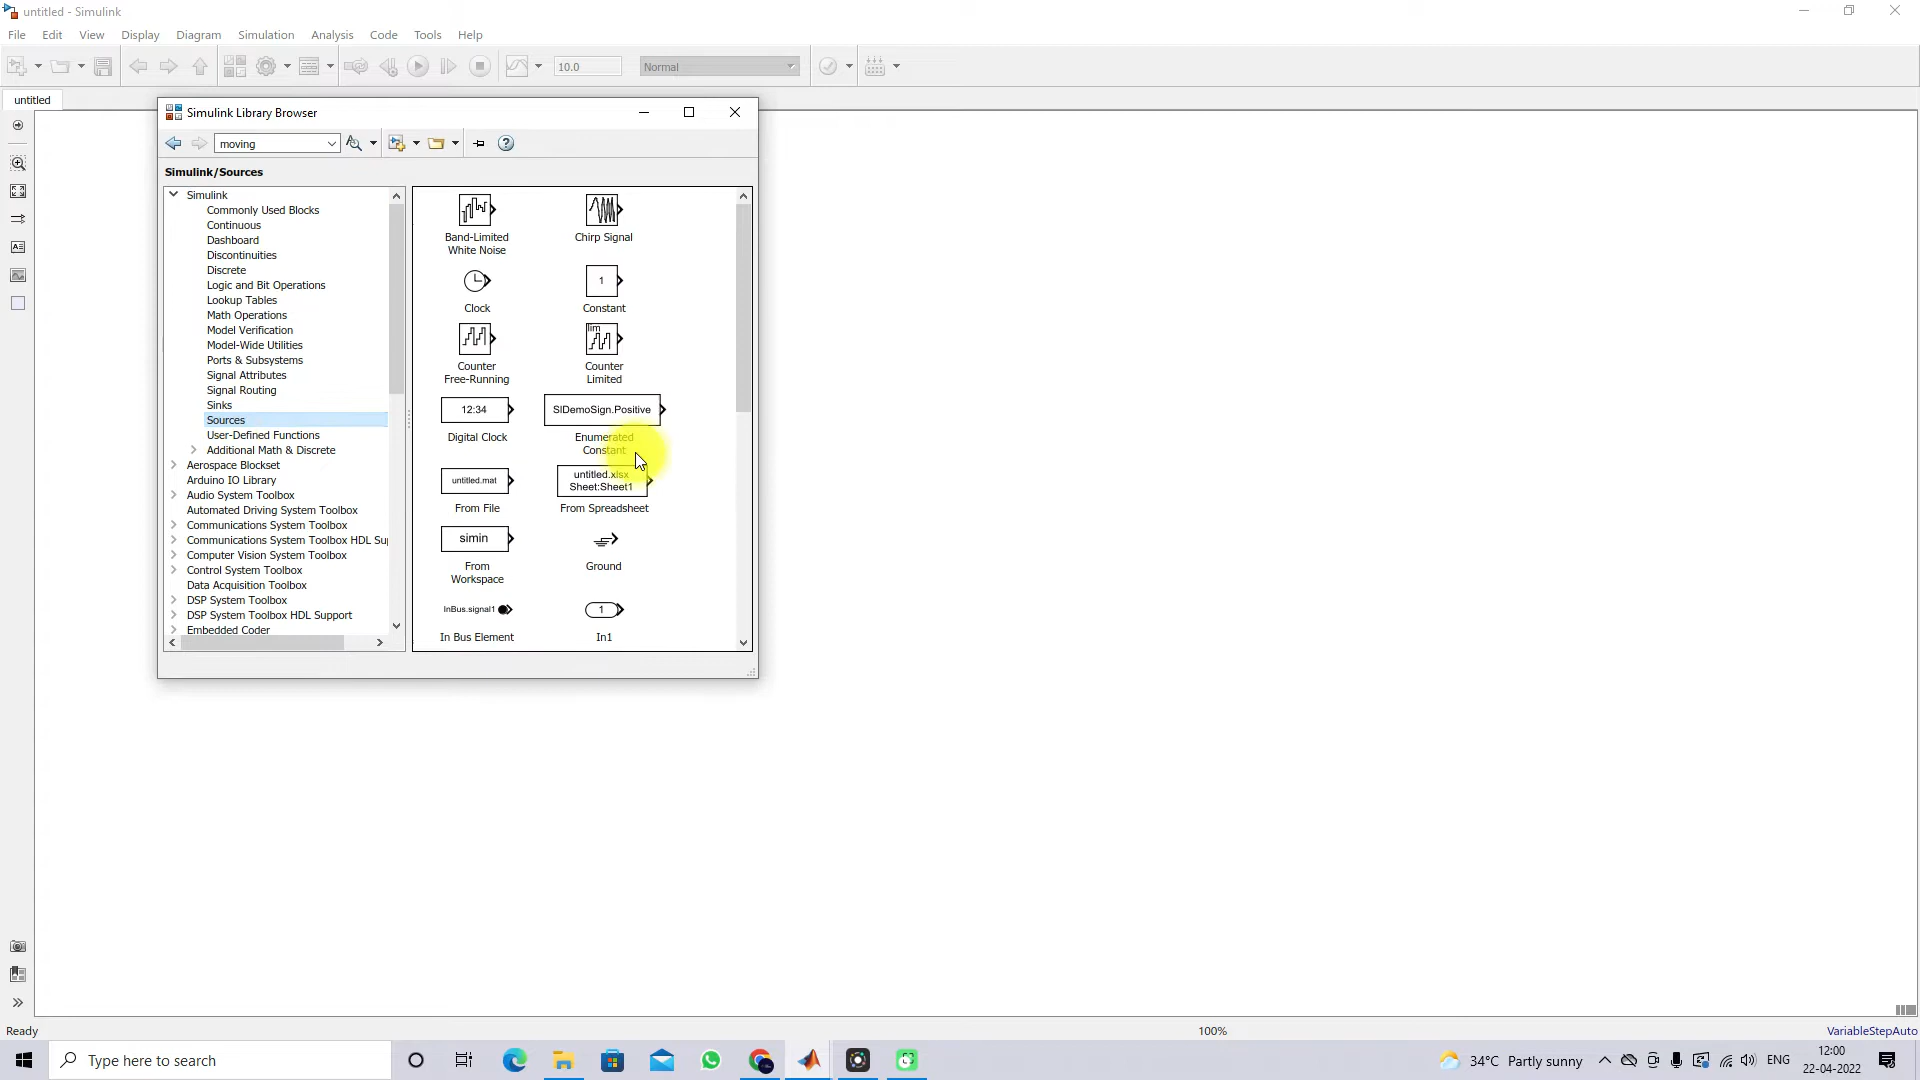 untitled - Simulink
File Edit View Display Diagram Simulation Analysis Code Tools Help
10.0 Normal
untitled
Simulink Library Browser
moving
Simulink/Sources
Simulink
Commonly Used Blocks
Continuous
Dashboard
Discontinuities
Discrete
Logic and Bit Operations
Lookup Tables
Math Operations
Model Verification
Model-Wide Utilities
Ports & Subsystems
Signal Attributes
Signal Routing
Sinks
Sources
User-Defined Functions
Additional Math & Discrete
Aerospace Blockset
Arduino IO Library
Audio System Toolbox
Automated Driving System Toolbox
Communications System Toolbox
Communications System Toolbox HDL Su
Computer Vision System Toolbox
Control System Toolbox
Data Acquisition Toolbox
DSP System Toolbox
DSP System Toolbox HDL Support
Embedded Coder
Band-Limited
White Noise
Chirp Signal
Clock
1
Constant
Counter
Free-Running
lim
Counter
Limited
12:34
Digital Clock
SlDemoSign.Positive
Enumerated
Constant
untitled.mat
From File
untitled.xlsx
Sheet:Sheet1
From Spreadsheet
simin
From
Workspace
Ground
InBus.signal1
In Bus Element
1
In1
Ready
100%
VariableStepAuto
Type here to search
34°C Partly sunny
ENG
12:00
22-04-2022